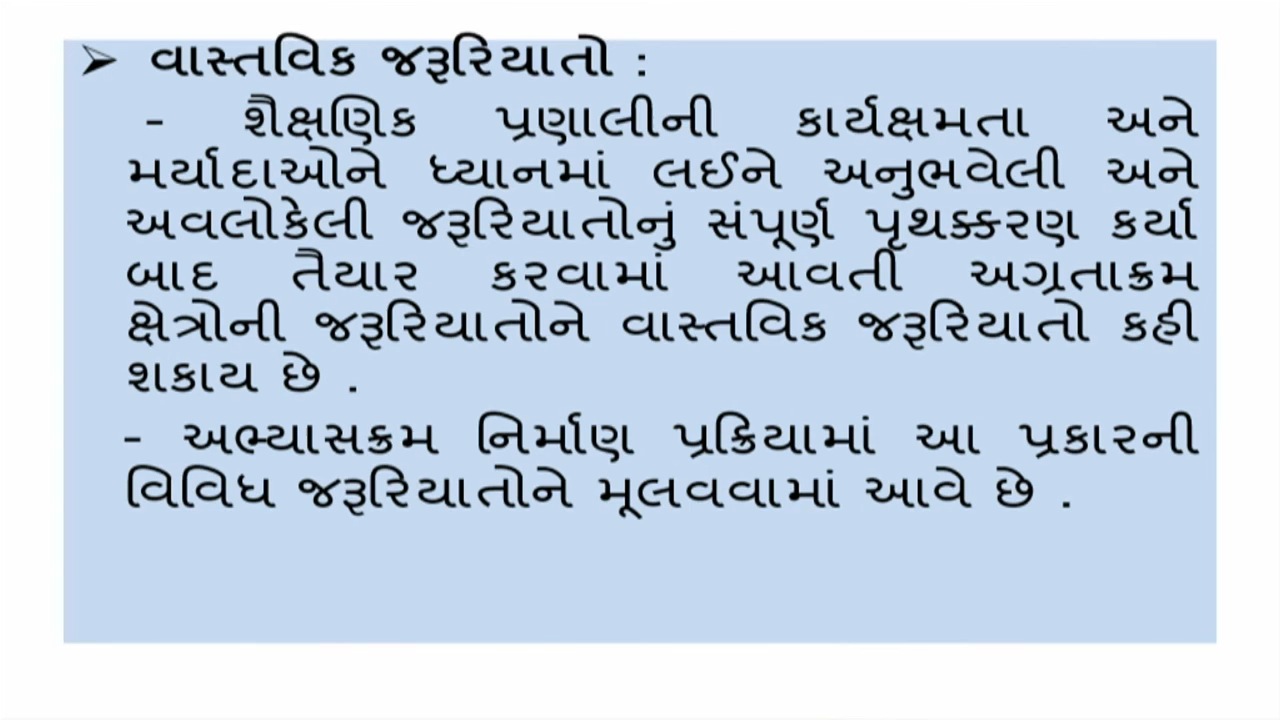 ➢ વાસ્તવિક જરૂરિયાતો :
- શૈક્ષણિક પ્રણાલીની કાર્યક્ષમતા અને
મર્યાદાઓને ધ્યાનમાં લઈને અનુભવેલી અને
અવલોકેલી જરૂરિયાતોનું સંપૂર્ણ પૃથક્કરણ કર્યા
બાદ તૈયાર કરવામાં આવતી અગ્રતાક્રમ
ક્ષેત્રોની જરૂરિયાતોને વાસ્તવિક જરૂરિયાતો કહી
શકાય છે .
- અભ્યાસક્રમ નિર્માણ પ્રક્રિયામાં આ પ્રકારની
વિવિધ જરૂરિયાતોને મૂલવવામાં આવે છે .